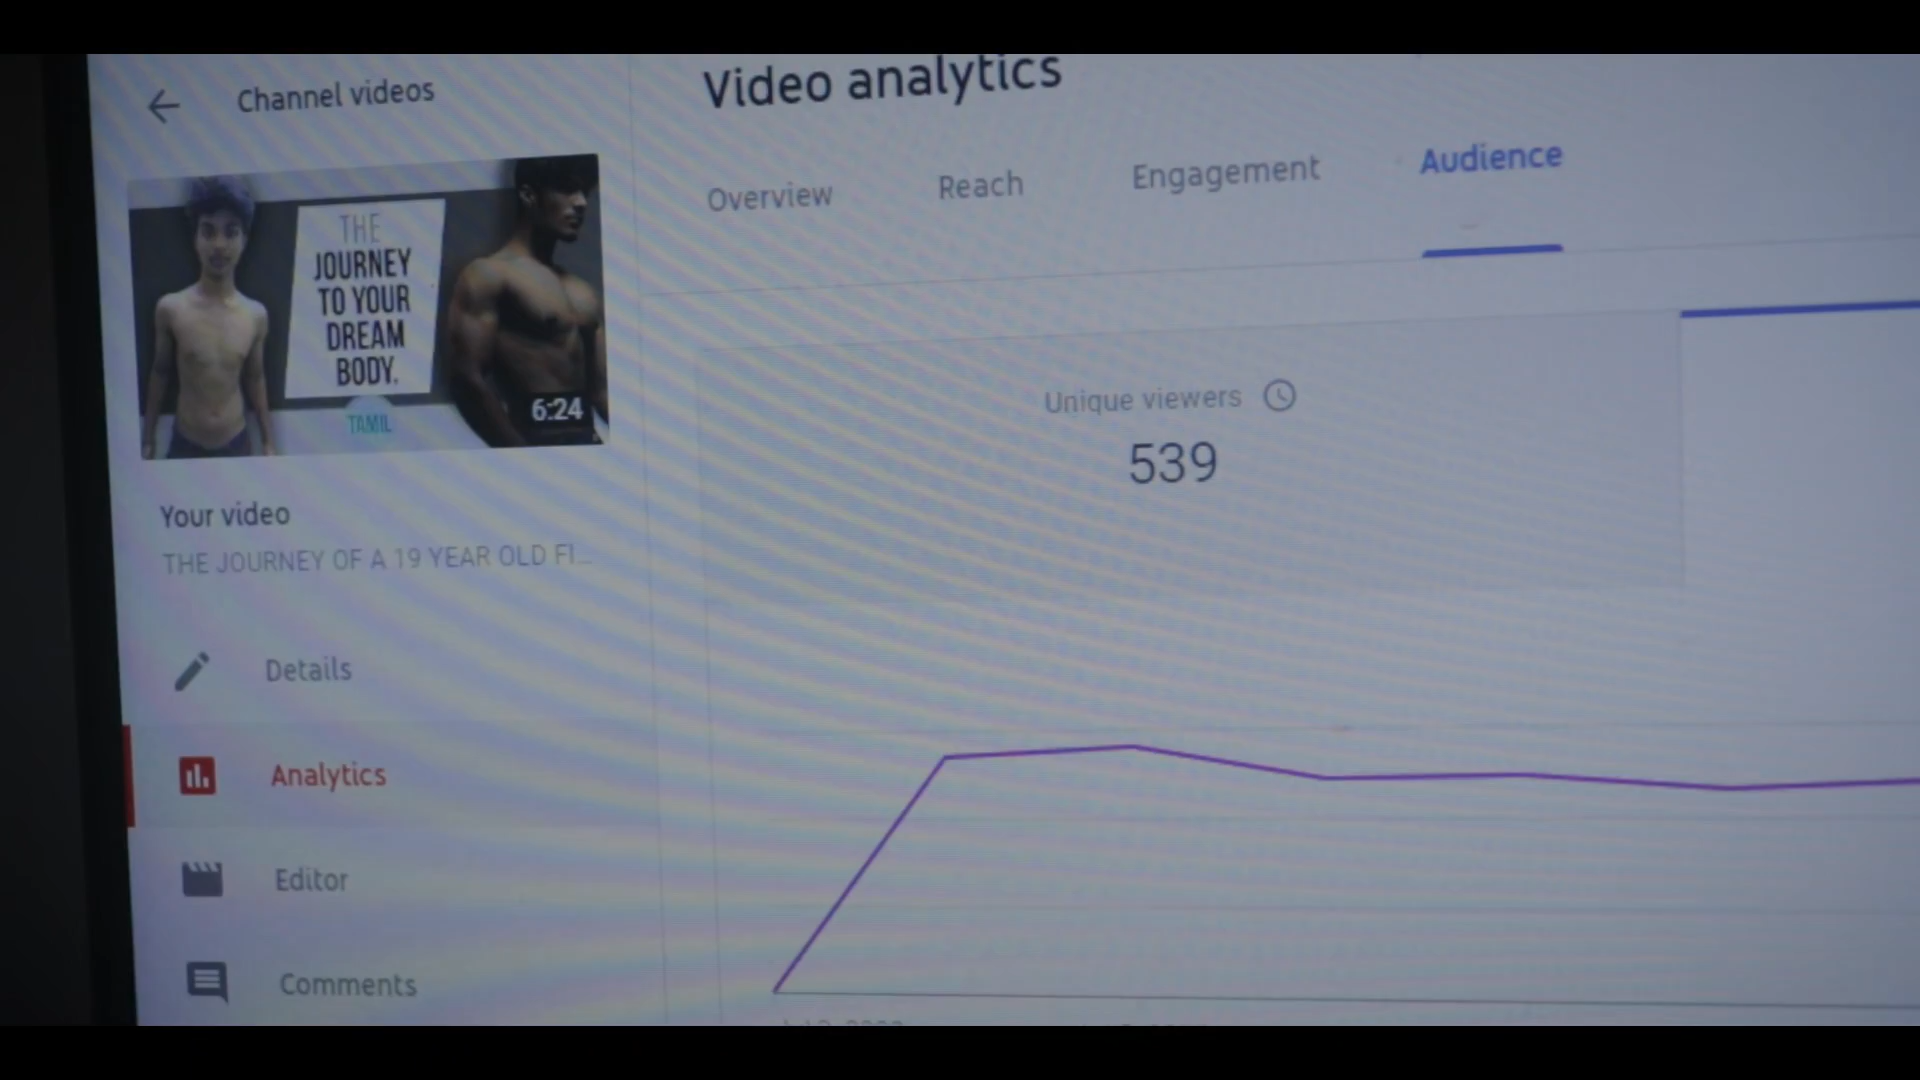 Channel videos
THE
JOURNEY
TO YOUR
DREAM
BODY.
TAMIL
6:24
Your video
THE JOURNEY OF A 19 YEAR OLD FI...
Details
Analytics
Editor
Comments
Video analytics
Overview
Reach
Engagement
Audience
Unique viewers
539